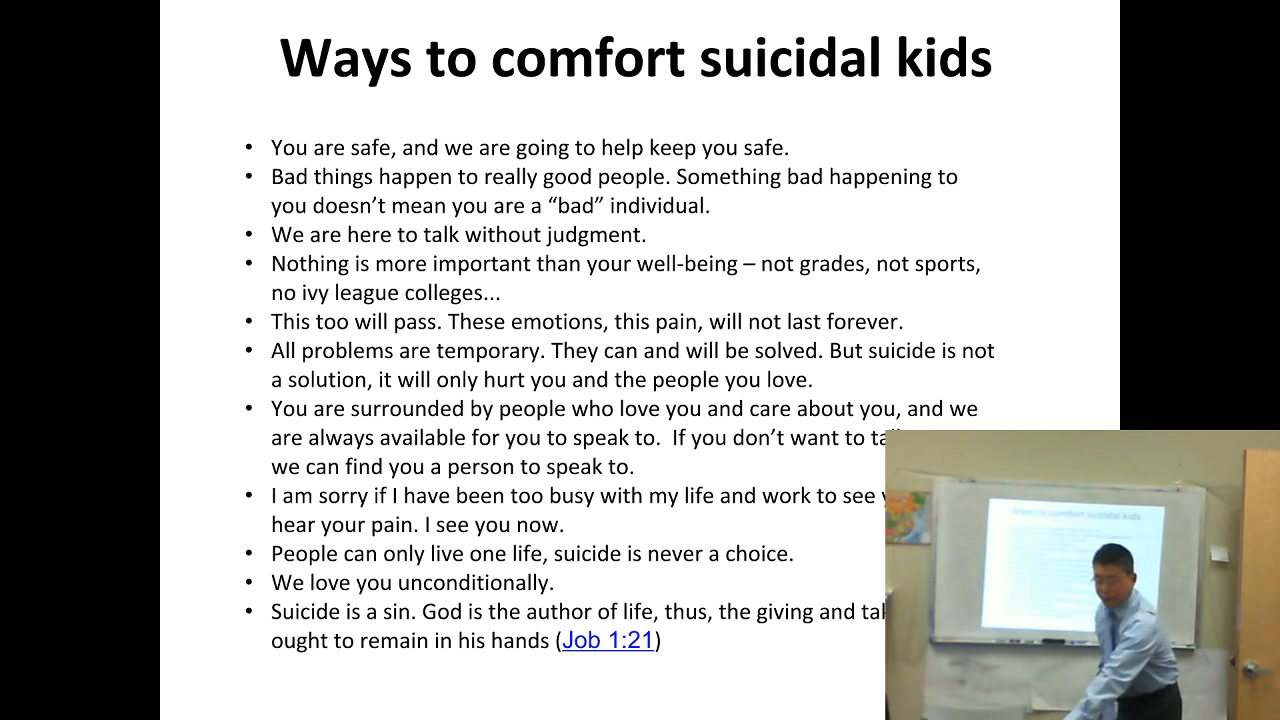 Ways to comfort suicidal kids
• You are safe, and we are going to help keep you safe.
• Bad things happen to really good people. Something bad happening to
you doesn’t mean you are a “bad” individual.
• We are here to talk without judgment.
• Nothing is more important than your well-being – not grades, not sports,
no ivy league colleges...
• This too will pass. These emotions, this pain, will not last forever.
• All problems are temporary. They can and will be solved. But suicide is not
a solution, it will only hurt you and the people you love.
• You are surrounded by people who love you and care about you, and we
are always available for you to speak to.  If you don’t want to
we can find you a person to speak to.
• I am sorry if I have been too busy with my life and work to see
hear your pain. I see you now.
• People can only live one life, suicide is never a choice.
• We love you unconditionally.
• Suicide is a sin. God is the author of life, thus, the giving and
ought to remain in his hands (Job 1:21)
Ways to comfort suicidal kids